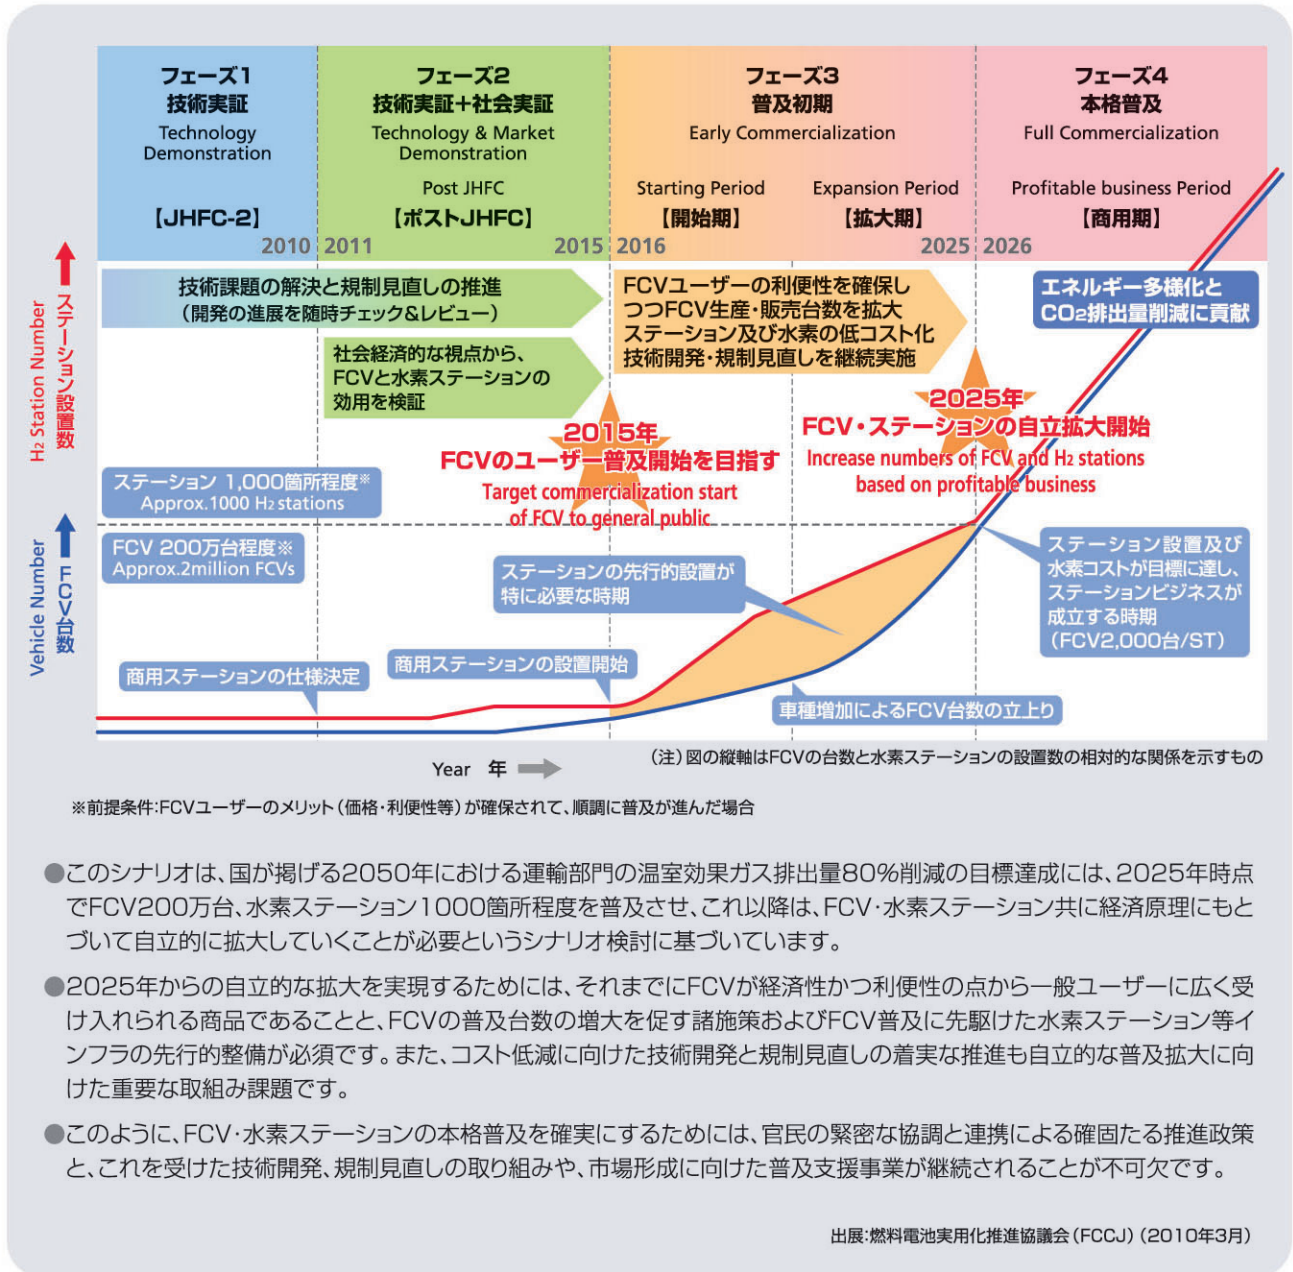 フェーズ1
技術実証
Technology
Demonstration
【JHFC-2】
2010
フェーズ2
技術実証+社会実証
Technology & Market
Demonstration
Post JHFC
【ポストJHFC】
2011
2015
フェーズ3
普及初期
Early Commercialization
Starting Period
【開始期】
Expansion Period
【拡大期】
2016
2025
フェーズ4
本格普及
Full Commercialization
Profitable business Period
【商用期】
2026
H2 Station Number
ステーション設置数
Vehicle Number
FCV台数
技術課題の解決と規制見直しの推進
(開発の進展を随時チェック&レビュー)
社会経済的な視点から、
FCVと水素ステーションの
効用を検証
FCVユーザーの利便性を確保し
つつFCV生産・販売台数を拡大
ステーション及び水素の低コスト化
技術開発・規制見直しを継続実施
エネルギー多様化と
CO2排出量削減に貢献
2015年
FCVのユーザー普及開始を目指す
Target commercialization start
of FCV to general public
2025年
FCV・ステーションの自立拡大開始
Increase numbers of FCV and H2 stations
based on profitable business
ステーション 1,000箇所程度※
Approx.1000 H2 stations
FCV 200万台程度※
Approx.2million FCVs
ステーションの先行的設置が
特に必要な時期
ステーション設置及び
水素コストが目標に達し、
ステーションビジネスが
成立する時期
(FCV2,000台/ST)
商用ステーションの仕様決定
商用ステーションの設置開始
車種増加によるFCV台数の立上り
Year 年
(注)図の縦軸はFCVの台数と水素ステーションの設置数の相対的な関係を示すもの
※前提条件:FCVユーザーのメリット(価格・利便性等)が確保されて、順調に普及が進んだ場合
●このシナリオは、国が掲げる2050年における運輸部門の温室効果ガス排出量80%削減の目標達成には、2025年時点
でFCV200万台、水素ステーション1000箇所程度を普及させ、これ以降は、FCV・水素ステーション共に経済原理にもと
づいて自立的に拡大していくことが必要というシナリオ検討に基づいています。
●2025年からの自立的な拡大を実現するためには、それまでにFCVが経済性かつ利便性の点から一般ユーザーに広く受
け入れられる商品であることと、FCVの普及台数の増大を促す諸施策およびFCV普及に先駆けた水素ステーション等イ
ンフラの先行的整備が必須です。また、コスト低減に向けた技術開発と規制見直しの着実な推進も自立的な普及拡大に向
けた重要な取組み課題です。
●このように、FCV・水素ステーションの本格普及を確実にするためには、官民の緊密な協調と連携による確固たる推進政策
と、これを受けた技術開発、規制見直しの取り組みや、市場形成に向けた普及支援事業が継続されることが不可欠です。
出展:燃料電池実用化推進協議会(FCCJ)(2010年3月)